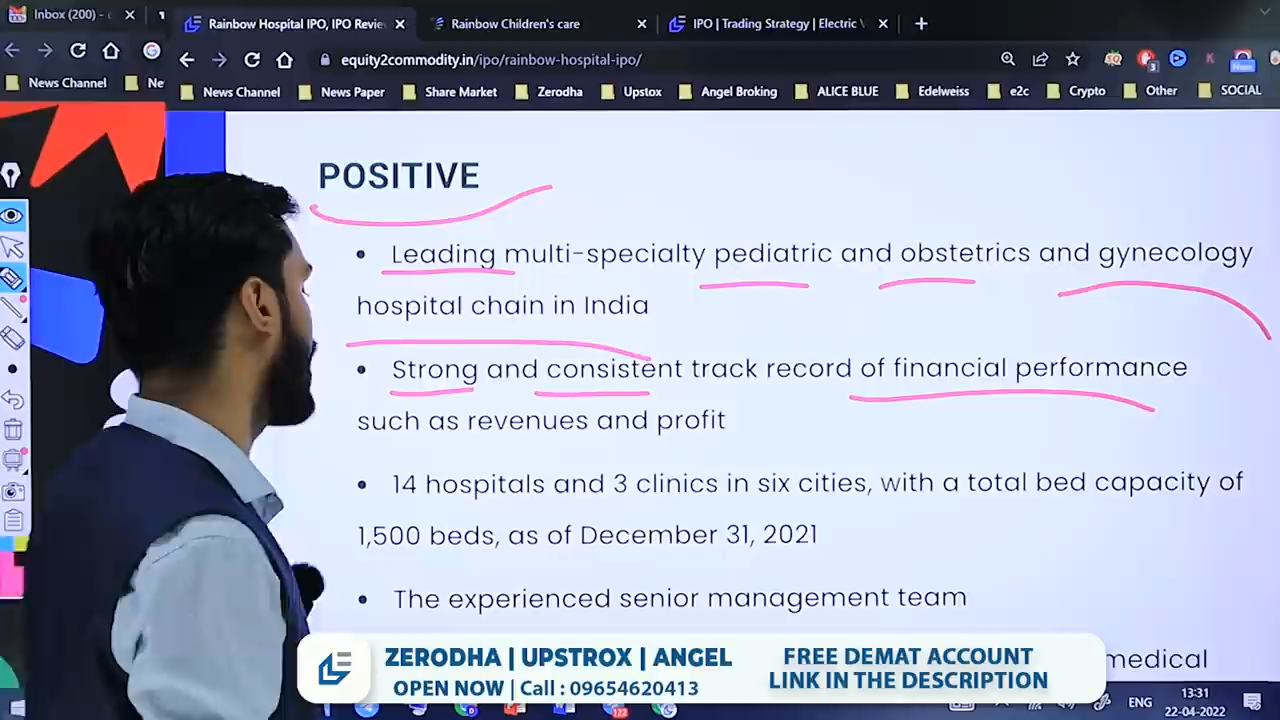 Inbox (200) -
Rainbow Hospital IPO, IPO Revie
Rainbow Children's care
IPO | Trading Strategy | Electric V
equity2commodity.in/ipo/rainbow-hospital-ipo/
News Channel
Ne
News Channel
News Paper
Share Market
Zerodha
Upstox
Angel Broking
ALICE BLUE
Edelweiss
e2c
Crypto
Other
SOCIAL
POSITIVE
• Leading multi-specialty pediatric and obstetrics and gynecology
hospital chain in India
• Strong and consistent track record of financial performance
such as revenues and profit
• 14 hospitals and 3 clinics in six cities, with a total bed capacity of
1,500 beds, as of December 31, 2021
• The experienced senior management team
medical
ZERODHA | UPSTROX | ANGEL
OPEN NOW | Call : 09654620413
FREE DEMAT ACCOUNT
LINK IN THE DESCRIPTION
ENG
13:31
22-04-2022